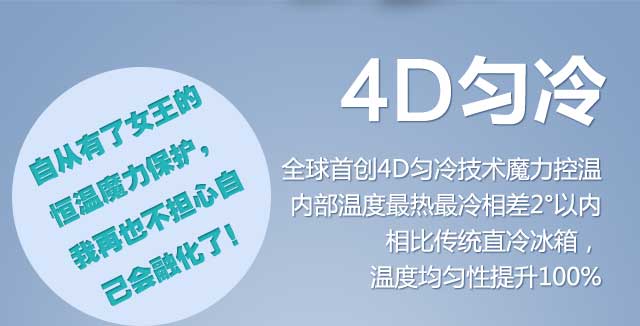 4D匀冷
自从有了女王的
恒温魔力保护，
我再也不担心自
己会融化了！
全球首创4D匀冷技术魔力控温
内部温度最热最冷相差2°以内
相比传统直冷冰箱，
温度均匀性提升100%